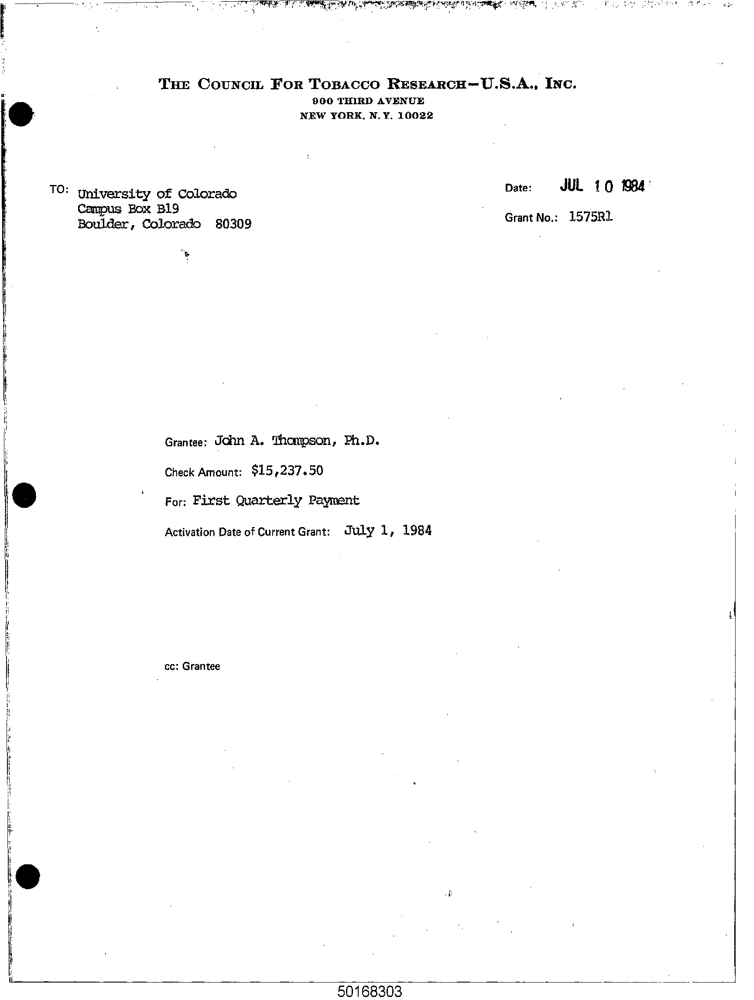 THE COUNCIL FOR TOBACCO RESEARCH-U.S.A., INC.
900 THIRD AVENUE
NEW YORK, N.Y. 10022
TO: University of Colorado
Campus Box B19
Boulder, Colorado 80309
Date: JUL 10 1984
Grant No.: 1575R1
Grantee: John A. Thompson, Ph.D.
Check Amount: $15,237.50
For: First Quarterly Payment
Activation Date of Current Grant: July 1, 1984
cc: Grantee
50168303